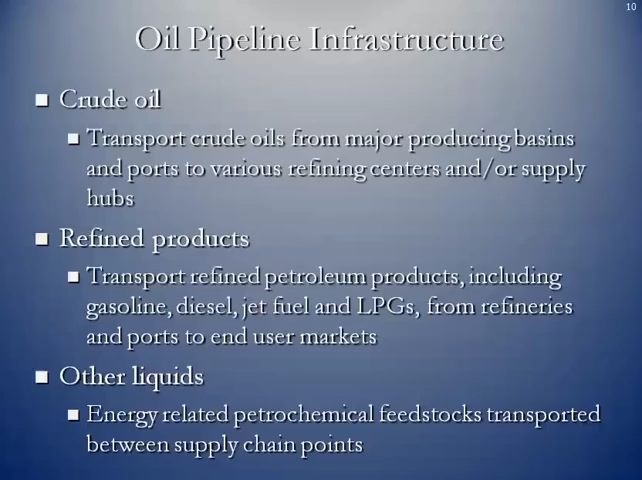 10
Oil Pipeline Infrastructure
Crude oil
Transport crude oils from major producing basins
and ports to various refining centers and/or supply
hubs
Refined products
Transport refined petroleum products, including
gasoline, diesel, jet fuel and LPGs, from refineries
and ports to end user markets
Other liquids
Energy related petrochemical feedstocks transported
between supply chain points